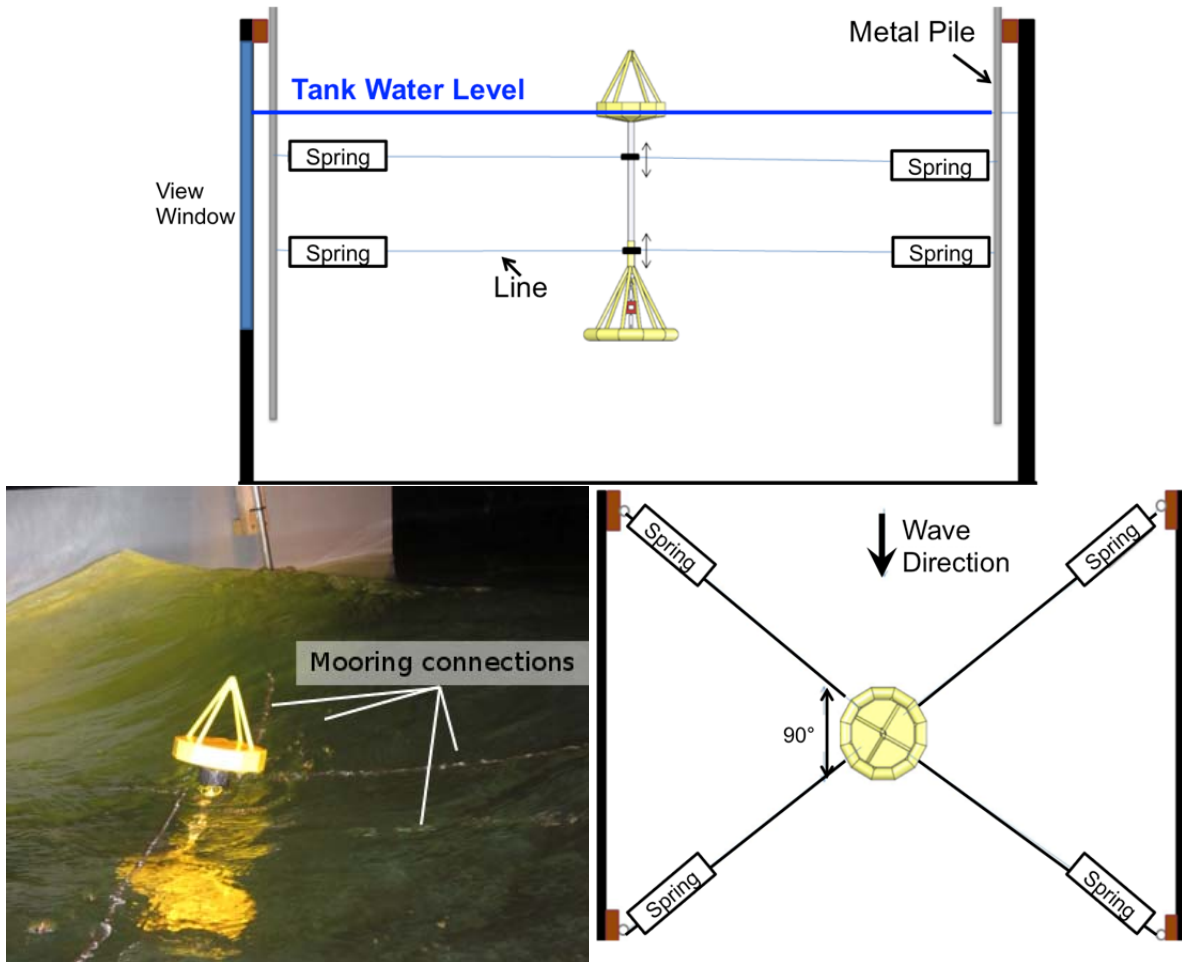 Metal Pile
Tank Water Level
Spring
Spring
View
Window
Spring
Spring
Line
Mooring connections
Wave
Direction
Spring
Spring
90°
Spring
Spring